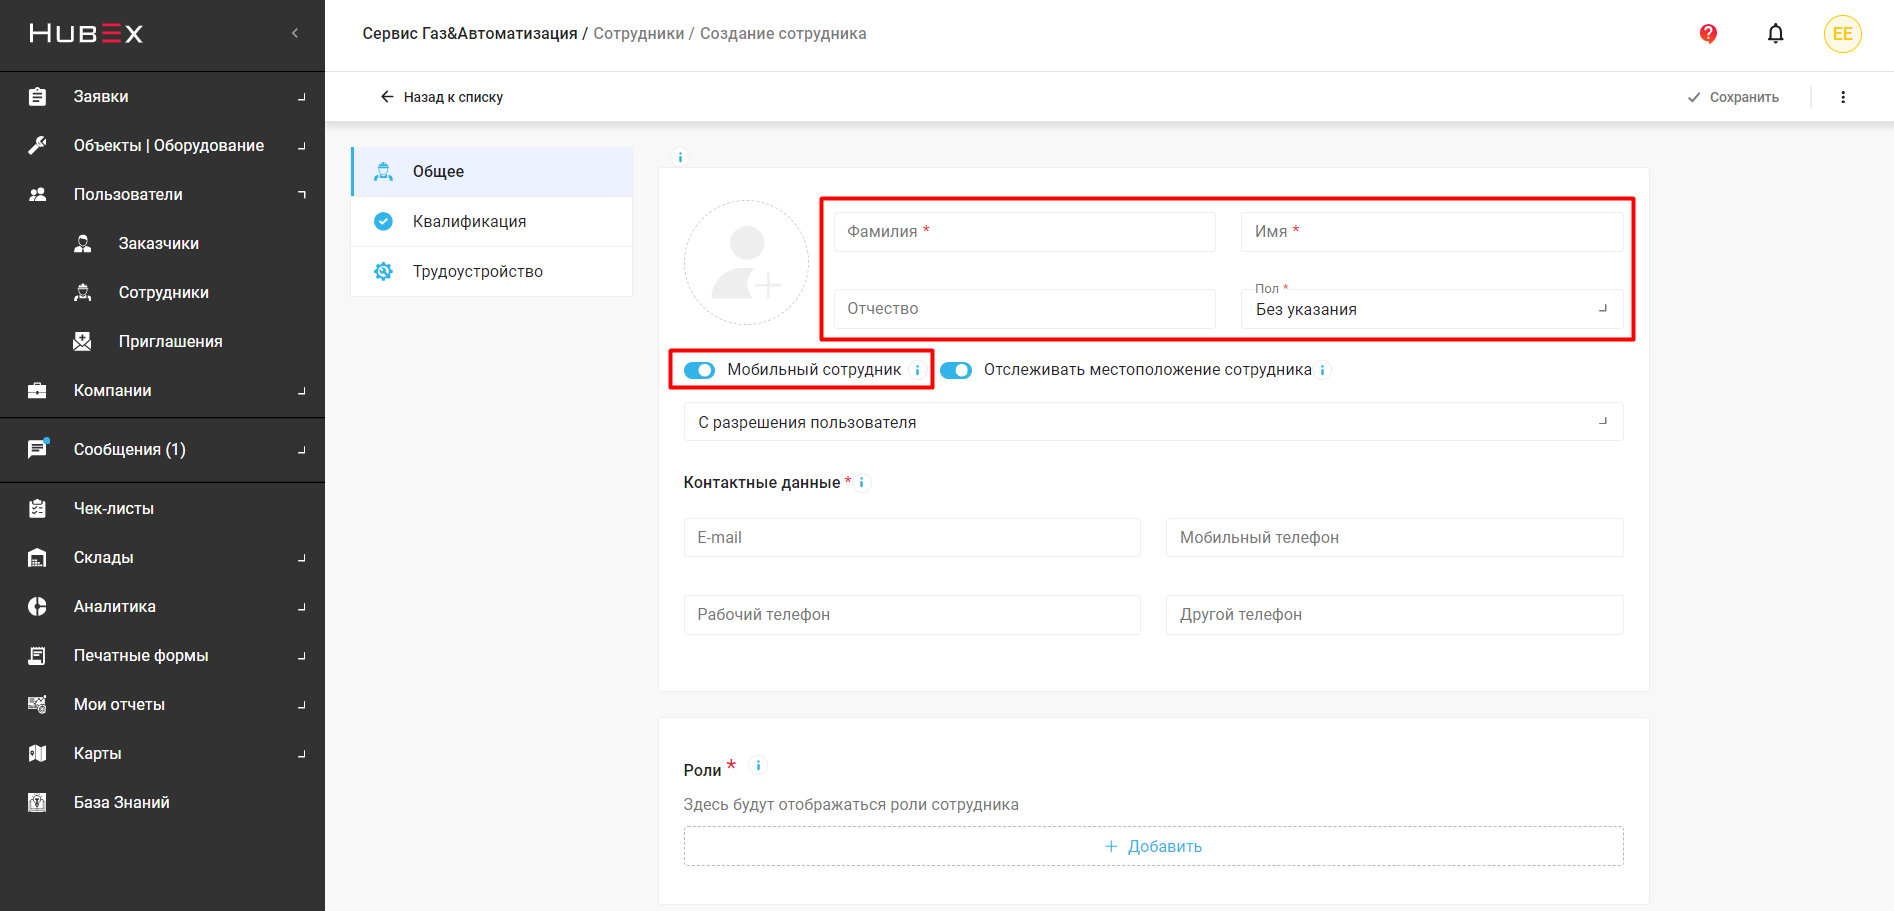 HUBEX
Сервис Газ&Автоматизация / Сотрудники / Создание сотрудника
EE
Назад к списку
Сохранить
Заявки
Объекты | Оборудование
Пользователи
Заказчики
Сотрудники
Приглашения
Компании
Сообщения (1)
Чек-листы
Склады
Аналитика
Печатные формы
Мои отчеты
Карты
База Знаний
Общее
Квалификация
Трудоустройство
Фамилия *
Имя *
Отчество
Пол *
Без указания
Мобильный сотрудник
Отслеживать местоположение сотрудника
С разрешения пользователя
Контактные данные *
E-mail
Мобильный телефон
Рабочий телефон
Другой телефон
Роли *
Здесь будут отображаться роли сотрудника
+ Добавить